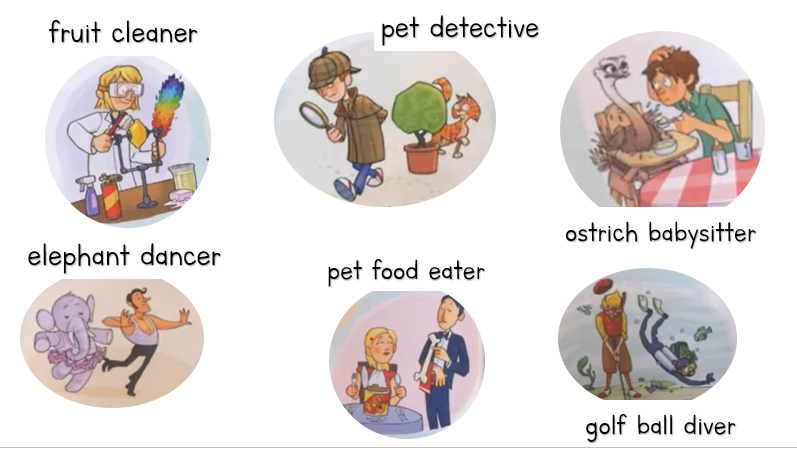 fruit cleaner
pet detective
ostrich babysitter
elephant dancer
pet food eater
golf ball diver